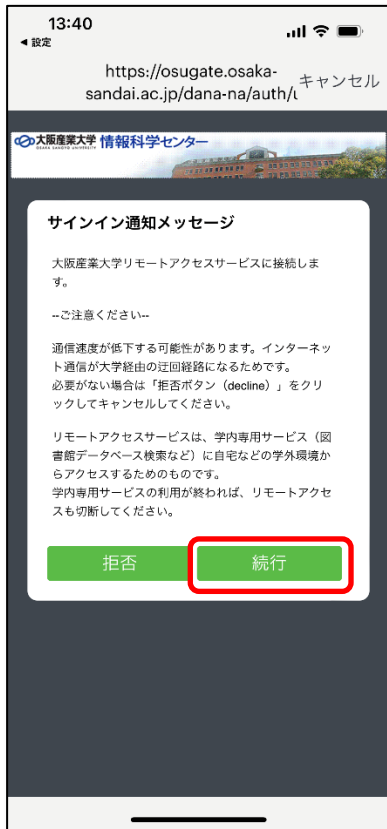 13:40
◀ 設定
https://osugate.osaka-
sandai.ac.jp/dana-na/auth/u
キャンセル
大阪産業大学 情報科学センター
OSAKA SANGYO UNIVERSITY
サインイン通知メッセージ
大阪産業大学リモートアクセスサービスに接続しま
す。
--ご注意ください--
通信速度が低下する可能性があります。インターネッ
ト通信が大学経由の迂回経路になるためです。
必要がない場合は「拒否ボタン（decline）」をクリ
ックしてキャンセルしてください。
リモートアクセスサービスは、学内専用サービス（図
書館データベース検索など）に自宅などの学外環境か
らアクセスするためのものです。
学内専用サービスの利用が終われば、リモートアクセ
スも切断してください。
拒否
続行